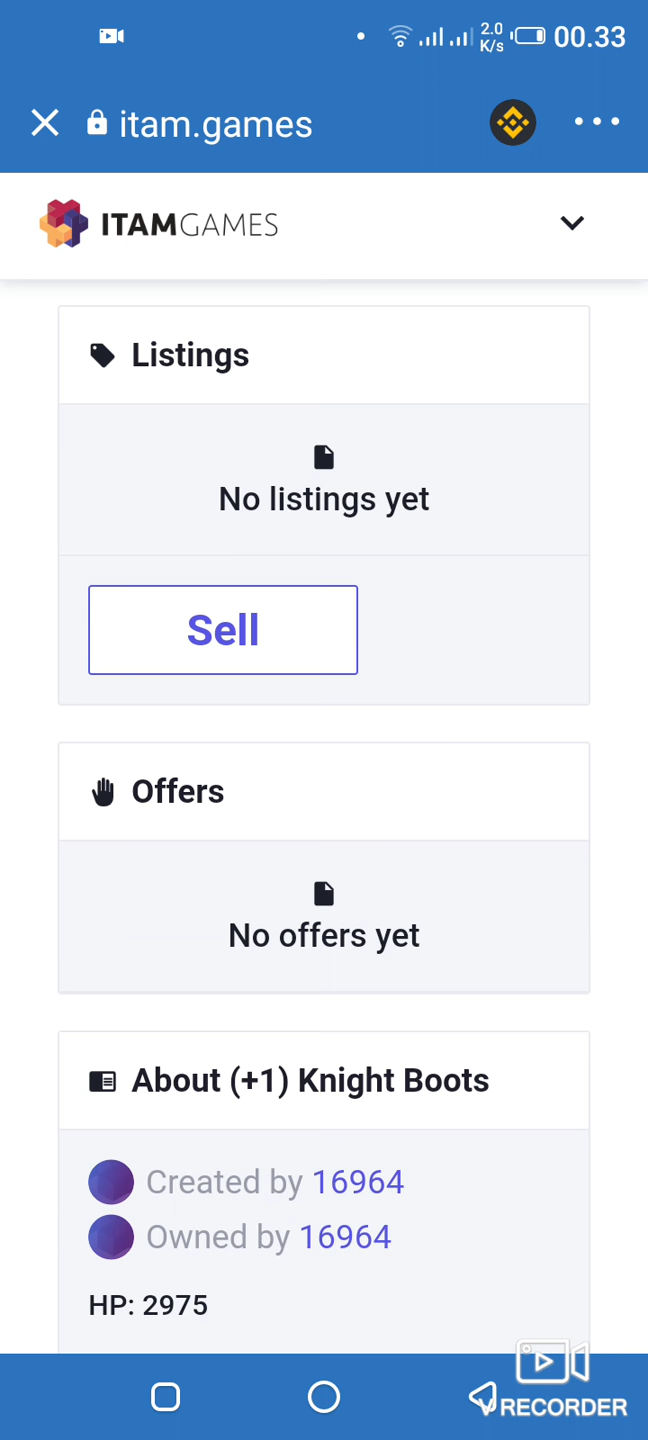 2.0 K/s 00.33
itam.games
ITAMGAMES
Listings
No listings yet
Sell
Offers
No offers yet
About (+1) Knight Boots
Created by 16964
Owned by 16964
HP: 2975
V RECORDER